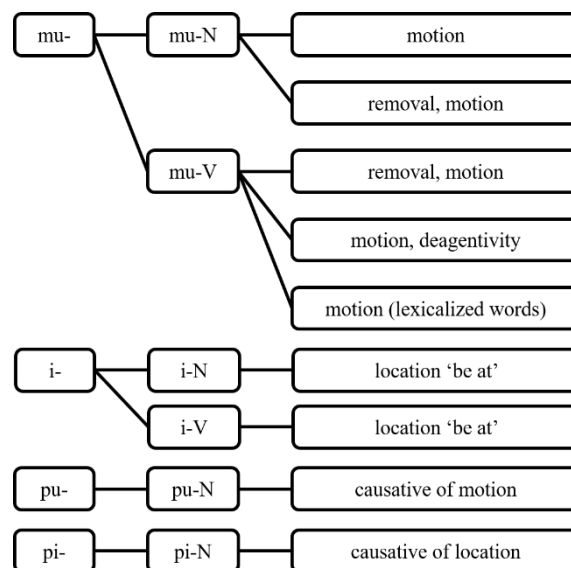 mu- mu-N motion
removal, motion
mu-V removal, motion
motion, deagentivity
motion (lexicalized words)
i- i-N location ‘be at’
i-V location ‘be at’
pu- pu-N causative of motion
pi- pi-N causative of location